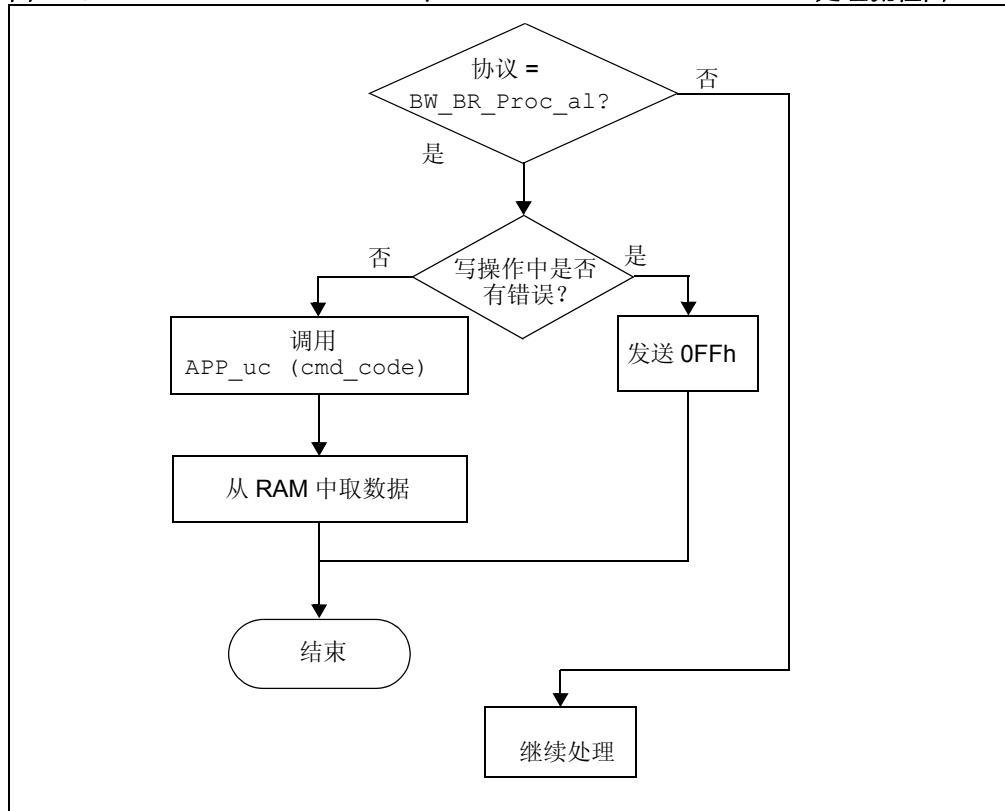 协议 =
BW_BR_Proc_al?
否
是
否
写操作中是否
有错误？
是
调用
APP_uc (cmd_code)
发送 0FFh
从 RAM 中取数据
结束
继续处理